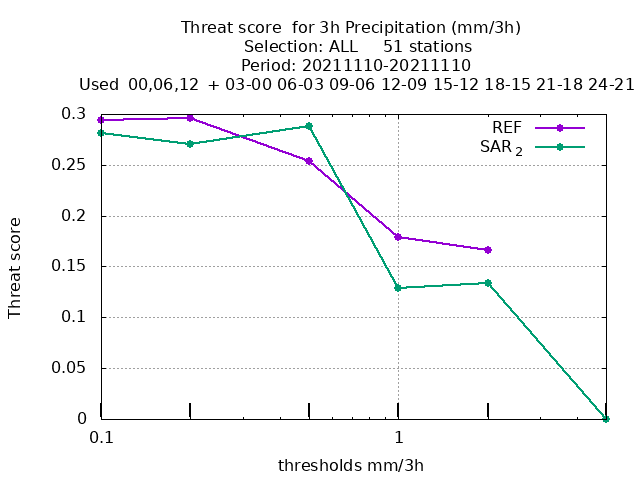 Threat score  for 3h Precipitation (mm/3h)
Selection: ALL     51 stations
Period: 20211110-20211110
Used  00,06,12  + 03-00 06-03 09-06 12-09 15-12 18-15 21-18 24-21
0.3
REF
SAR 2
0.25
0.2
Threat score
0.15
0.1
0.05
0
0.1
1
thresholds mm/3h